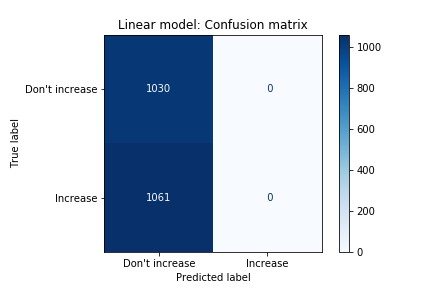 Linear model: Confusion matrix
True label
Don't increase
Increase
1030 0
1061 0
Don't increase Increase
Predicted label
1000
800
600
400
200
0